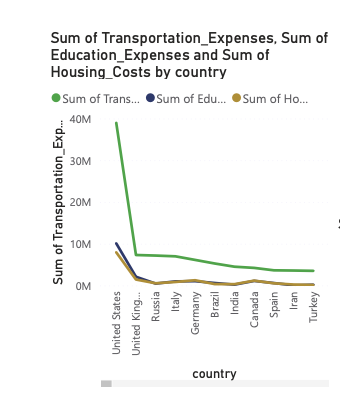 Sum of Transportation_Expenses, Sum of
Education_Expenses and Sum of
Housing_Costs by country
Sum of Trans... Sum of Edu... Sum of Ho...
Sum of Transportation_Exp...
40M
30M
20M
10M
0M
United States
United King...
Russia
Italy
Germany
Brazil
India
Canada
Spain
Iran
Turkey
country